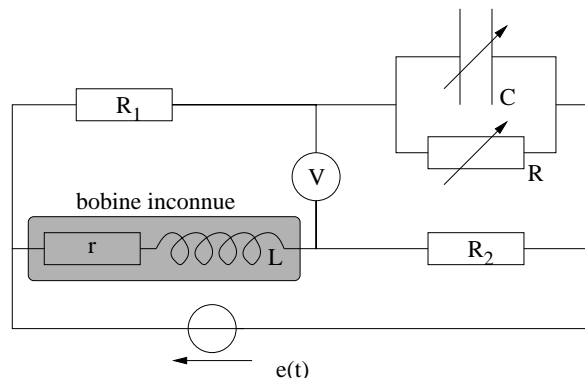 C
R₁
R
V
bobine inconnue
r
L
R₂
e(t)